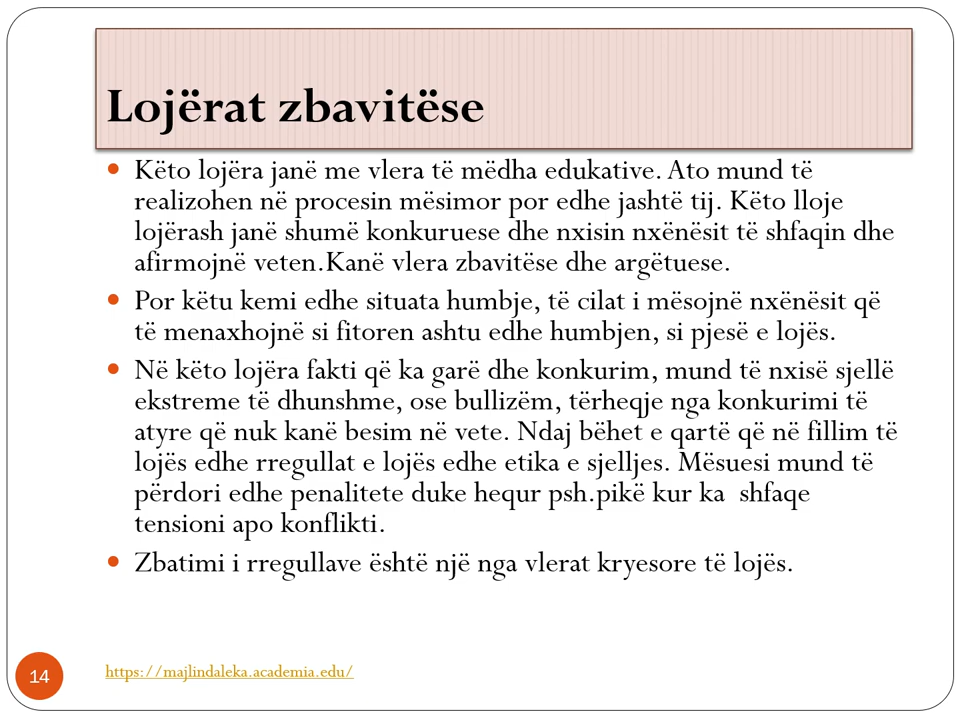 Lojërat zbavitëse
Këto lojëra janë me vlera të mëdha edukative. Ato mund të
realizohen në procesin mësimor por edhe jashtë tij. Këto lloje
lojërash janë shumë konkuruese dhe nxisin nxënësit të shfaqin dhe
afirmojnë veten.Kanë vlera zbavitëse dhe argëtuese.
Por këtu kemi edhe situata humbje, të cilat i mësojnë nxënësit që
të menaxhojnë si fitoren ashtu edhe humbjen, si pjesë e lojës.
Në këto lojëra fakti që ka garë dhe konkurim, mund të nxisë sjellë
ekstreme të dhunshme, ose bullizëm, tërheqje nga konkurimi të
atyre që nuk kanë besim në vete. Ndaj bëhet e qartë që në fillim të
lojës edhe rregullat e lojës edhe etika e sjelljes. Mësuesi mund të
përdori edhe penalitete duke hequr psh.pikë kur ka  shfaqe
tensioni apo konflikti.
Zbatimi i rregullave është një nga vlerat kryesore të lojës.
14
https://majlindaleka.academia.edu/